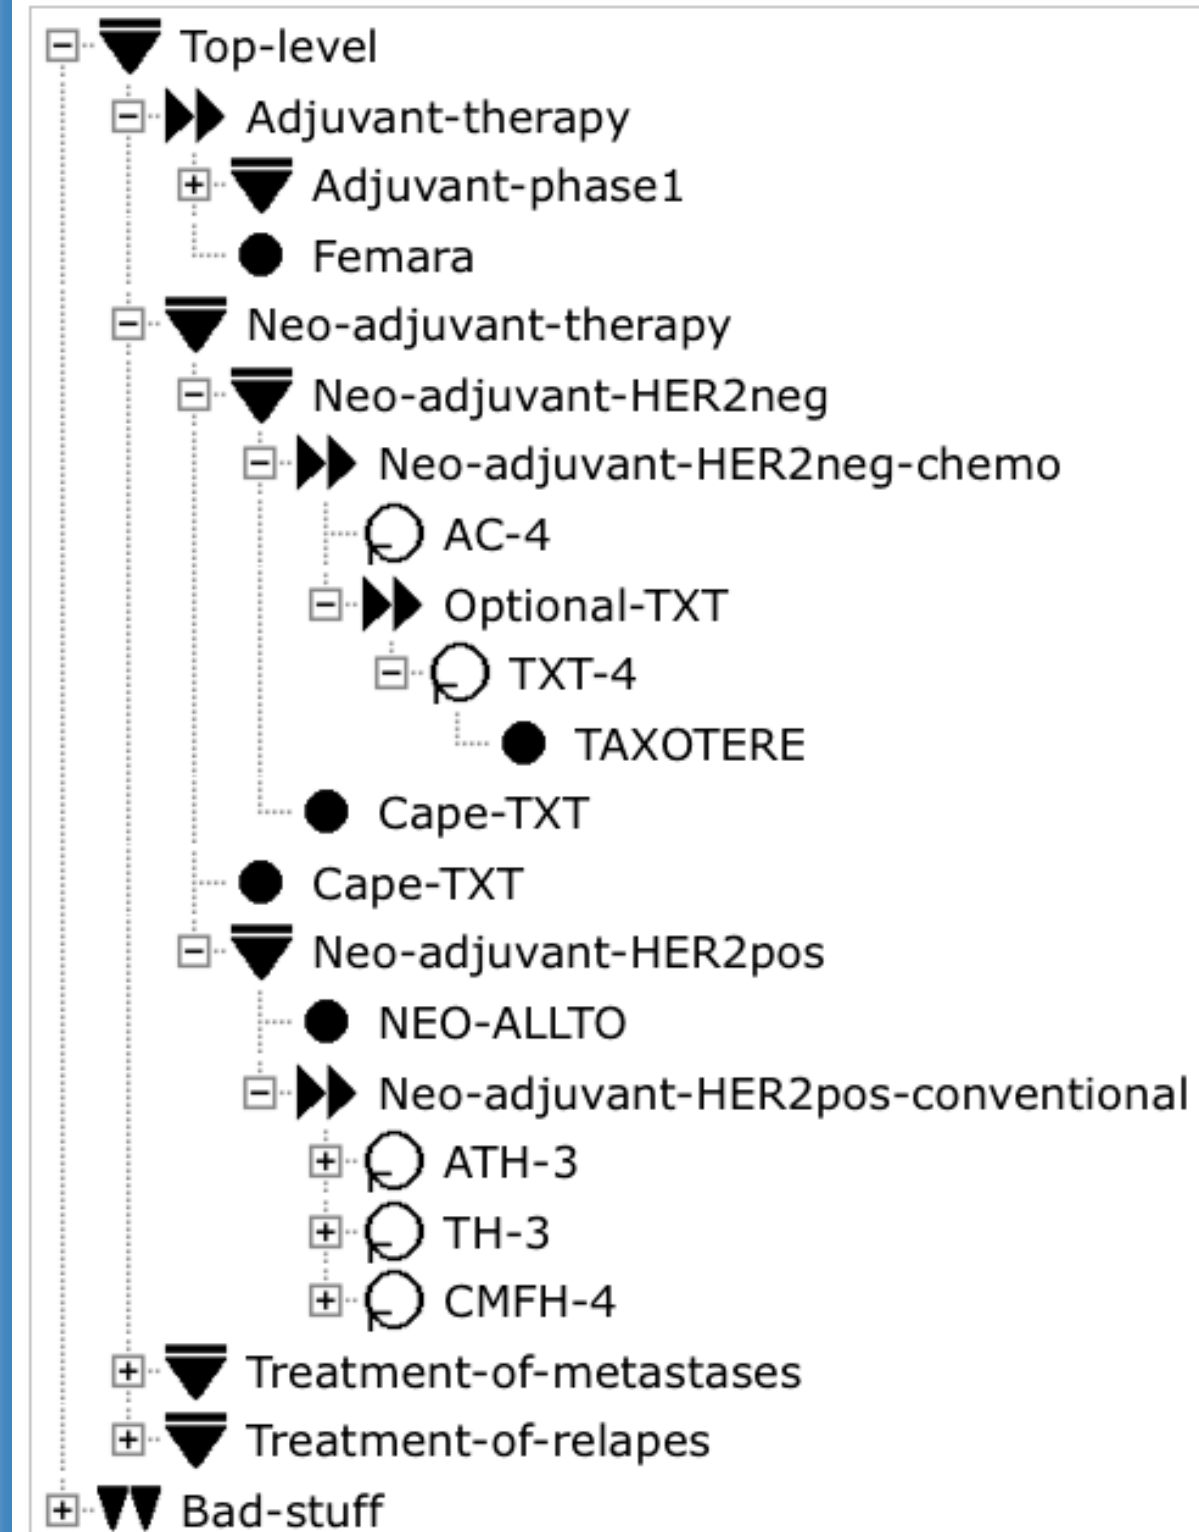 Top-level
Adjuvant-therapy
Adjuvant-phase1
Femara
Neo-adjuvant-therapy
Neo-adjuvant-HER2neg
Neo-adjuvant-HER2neg-chemo
AC-4
Optional-TXT
TXT-4
TAXOTERE
Cape-TXT
Cape-TXT
Neo-adjuvant-HER2pos
NEO-ALLTO
Neo-adjuvant-HER2pos-conventional
ATH-3
TH-3
CMFH-4
Treatment-of-metastases
Treatment-of-relapes
Bad-stuff